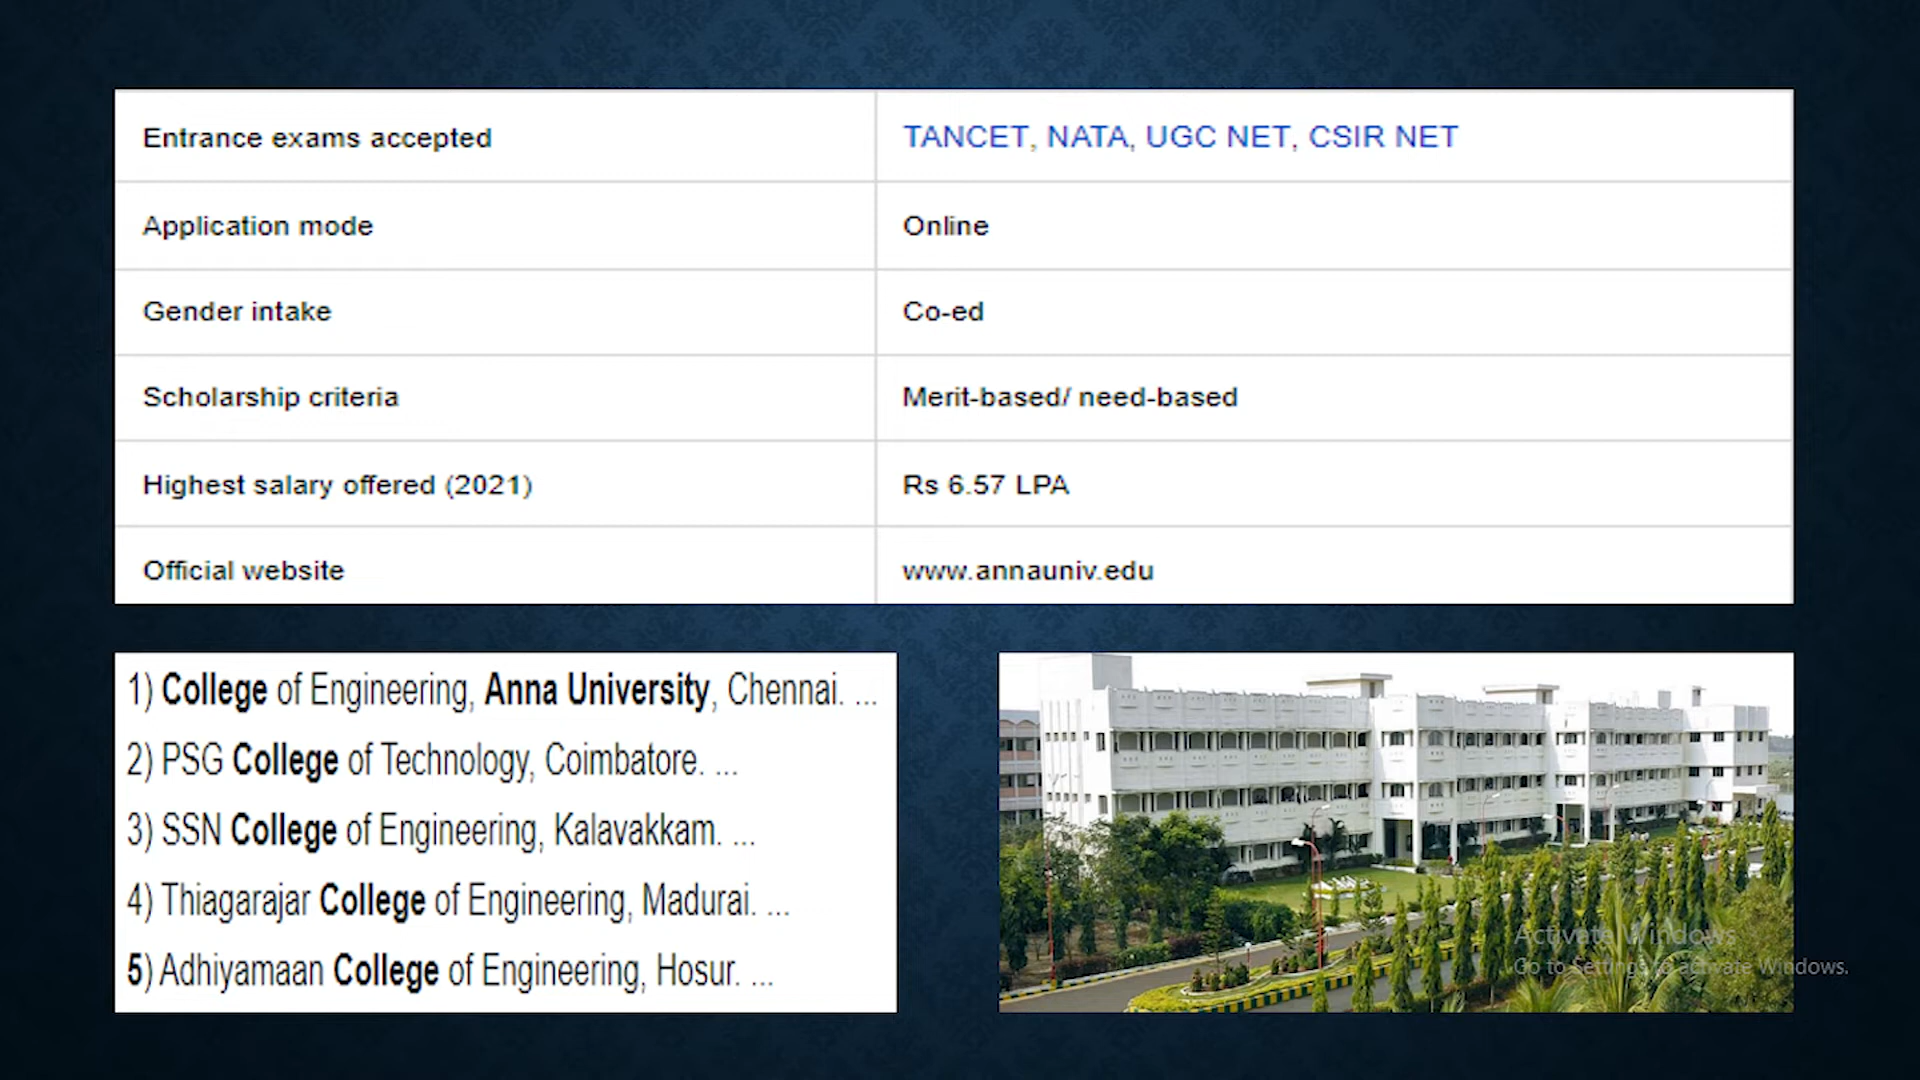 Entrance exams accepted TANCET, NATA, UGC NET, CSIR NET
Application mode Online
Gender intake Co-ed
Scholarship criteria Merit-based/ need-based
Highest salary offered (2021) Rs 6.57 LPA
Official website www.annauniv.edu
1) College of Engineering, Anna University, Chennai. ...
2) PSG College of Technology, Coimbatore. ...
3) SSN College of Engineering, Kalavakkam. ...
4) Thiagarajar College of Engineering, Madurai. ...
5) Adhiyamaan College of Engineering, Hosur. ...
Activate Windows
Go to Settings to activate Windows.